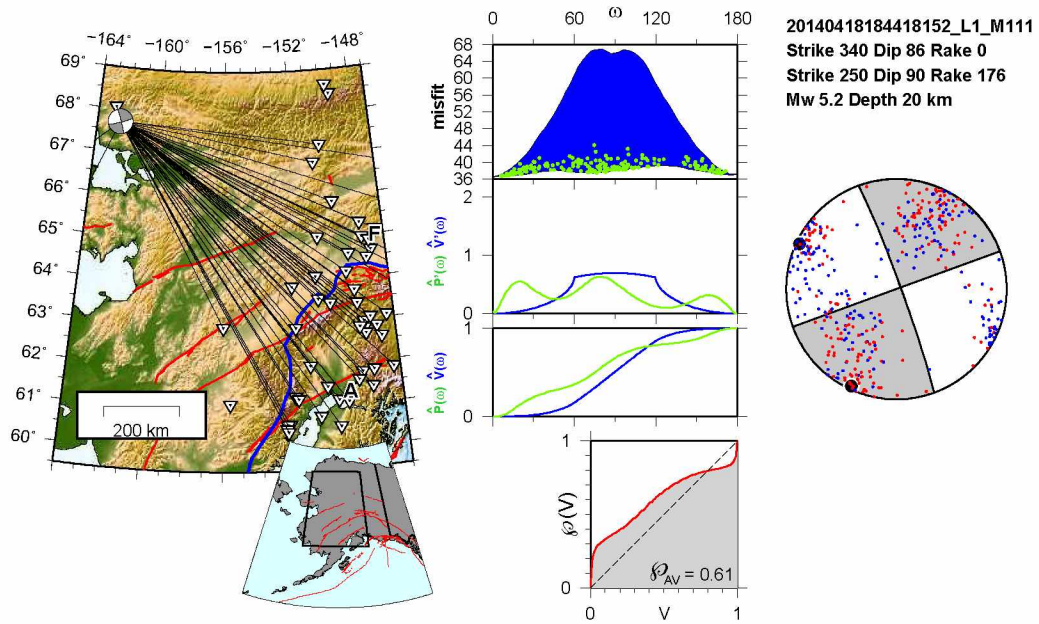 −164° −160° −156° −152° −148°
69°
68°
67°
66°
65°
64°
63°
62°
61°
60°
F
A
200 km
0 60 ω 120 180
misfit
68
64
60
56
52
48
44
40
36
P̂'(ω) V̂'(ω)
2
1
0
P̂(ω) V̂(ω)
1
0
℘(V)
1
0
℘AV = 0.61
0 V 1
20140418184418152_L1_M111
Strike 340 Dip 86 Rake 0
Strike 250 Dip 90 Rake 176
Mw 5.2 Depth 20 km